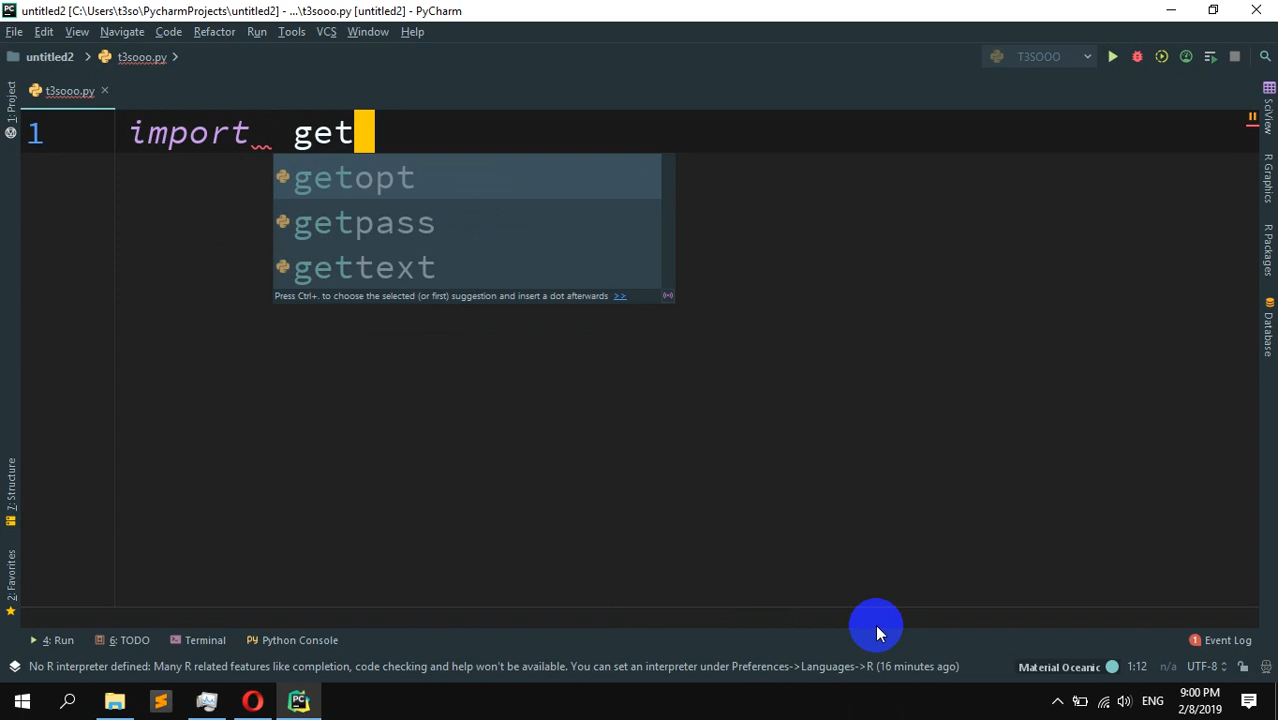 untitled2 [C:\Users\t3so\PycharmProjects\untitled2] - ...\t3sooo.py [untitled2] - PyCharm
File Edit View Navigate Code Refactor Run Tools VCS Window Help
untitled2 t3sooo.py T3SOOO
t3sooo.py
1 import get
getopt
getpass
gettext
Press Ctrl+. to choose the selected (or first) suggestion and insert a dot afterwards >>
1: Project
7: Structure
2: Favorites
SciView
R Graphics
R Packages
Database
4: Run 6: TODO Terminal Python Console 1 Event Log
No R interpreter defined: Many R related features like completion, code checking and help won't be available. You can set an interpreter under Preferences->Languages->R (16 minutes ago) Material Oceanic 1:12 n/a UTF-8
ENG 9:00 PM
2/8/2019